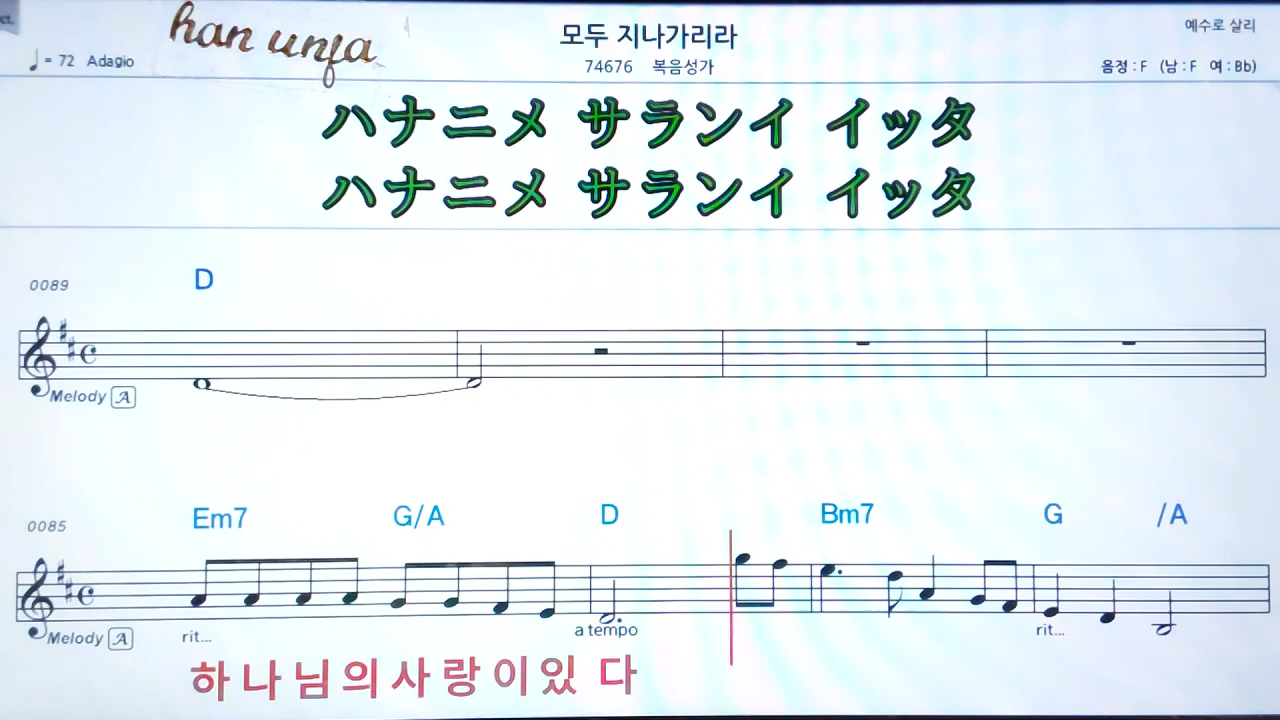 ct.
han unfa
모두 지나가리라
예수로 살리
♩ = 72 Adagio
74676 복음성가
음정 : F (남 : F 여 : Bb)
ハナニメ サランイ イッタ
ハナニメ サランイ イッタ
0089
D
Melody A
0085
Em7 G/A D Bm7 G /A
Melody A
rit... a tempo rit...
하나님의사랑이있 다